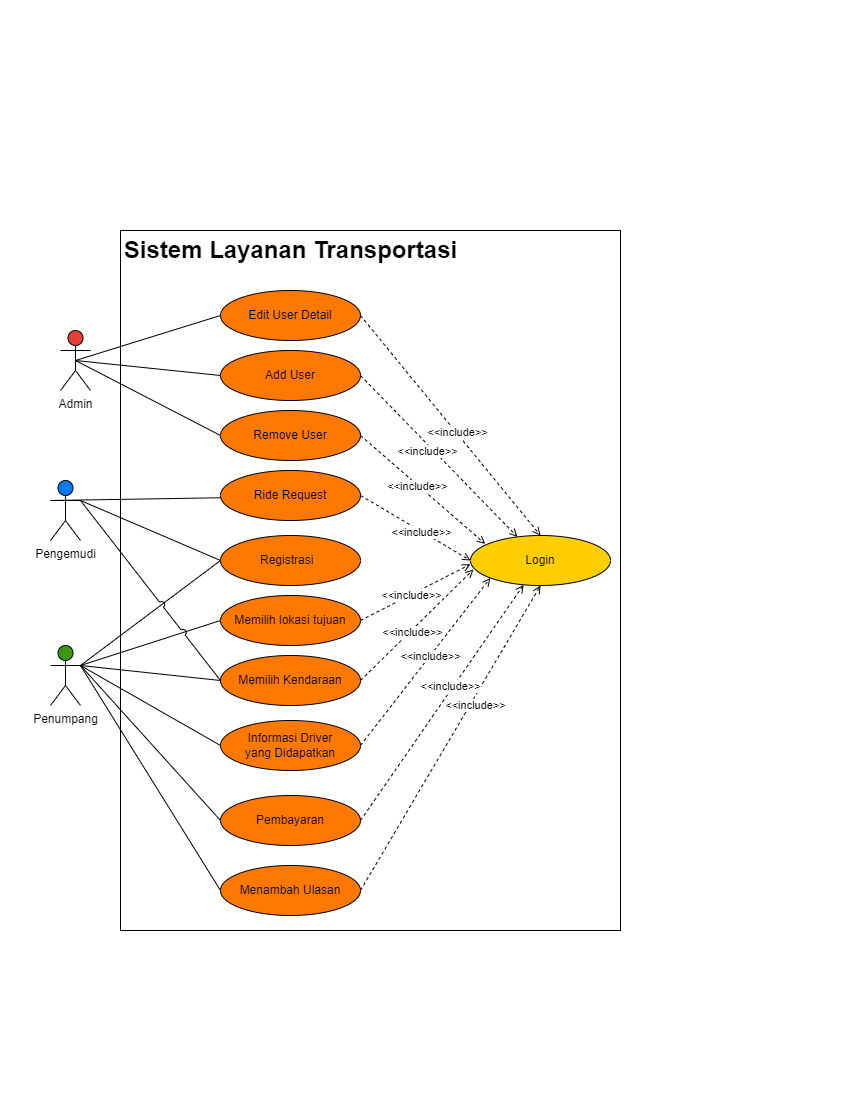 Sistem Layanan Transportasi
Edit User Detail
Admin
Add User
Remove User
<<include>>
<<include>>
Ride Request
<<include>>
Pengemudi
<<include>>
Registrasi
Login
Memilih lokasi tujuan
<<include>>
<<include>>
Penumpang
Memilih Kendaraan
<<include>>
<<include>>
<<include>>
Informasi Driver
yang Didapatkan
Pembayaran
Menambah Ulasan